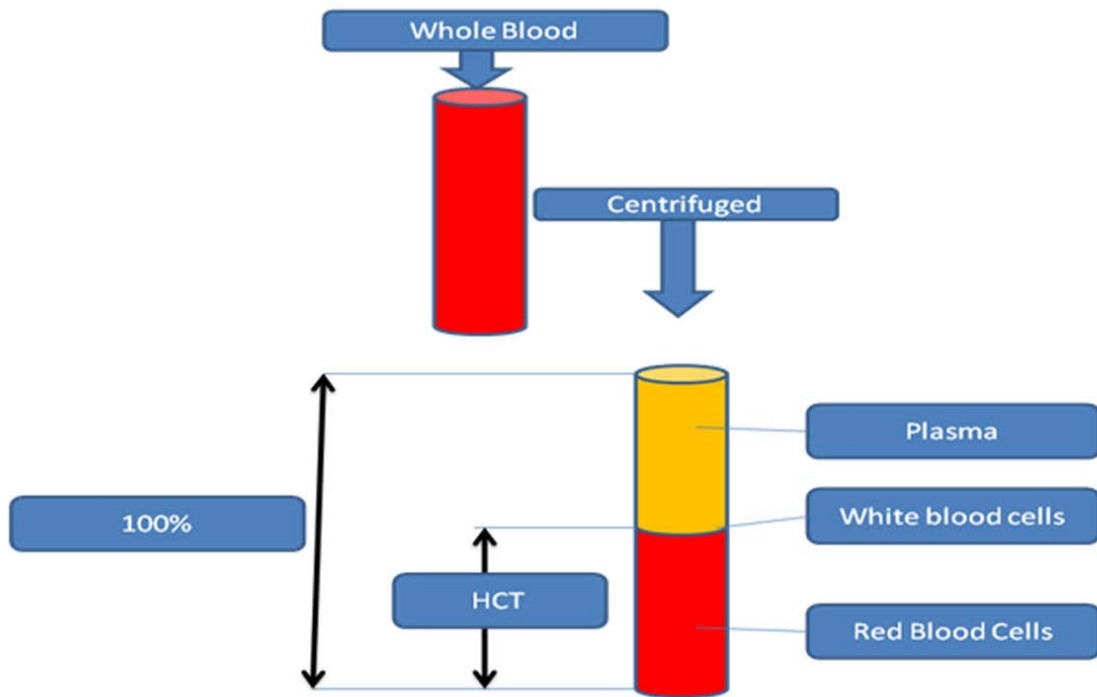 Whole Blood
Centrifuged
Plasma
100%
White blood cells
HCT
Red Blood Cells